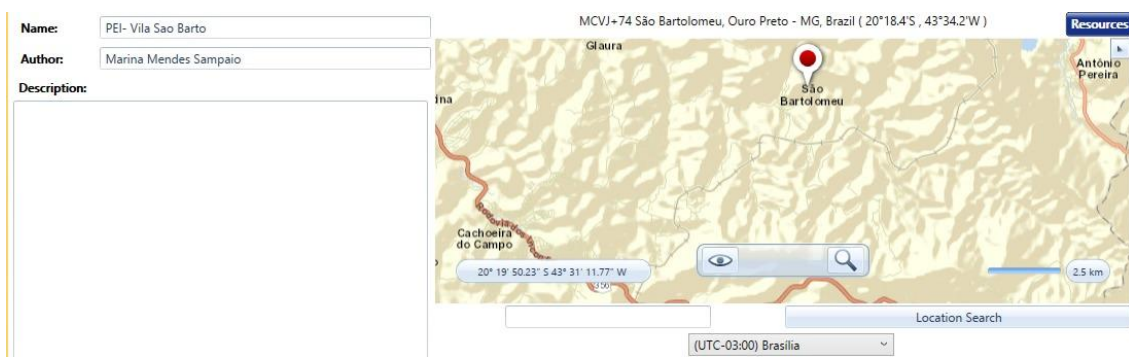 Name:
PEI- Vila Sao Barto
Author:
Marina Mendes Sampaio
Description:
MCVJ+74 São Bartolomeu, Ouro Preto - MG, Brazil ( 20°18.4'S , 43°34.2'W )
Resources
Glaura
São
Bartolomeu
Antônio
Pereira
ina
Cachoeira
do Campo
20° 19' 50.23" S 43° 31' 11.77" W
356
2.5 km
Location Search
(UTC-03:00) Brasília